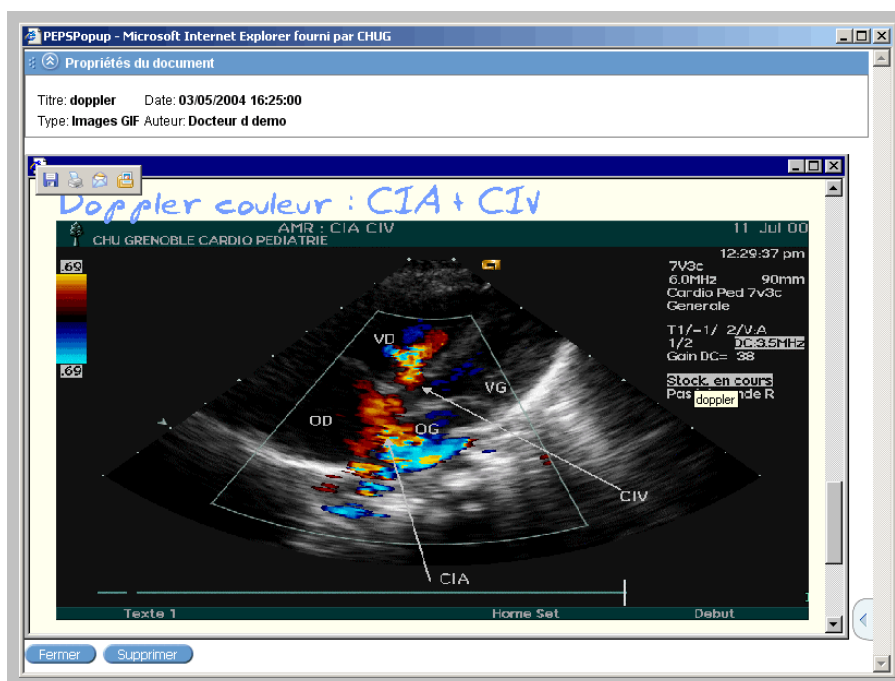 PEPSPopup - Microsoft Internet Explorer fourni par CHUG
Propriétés du document
Titre: doppler Date: 03/05/2004 16:25:00
Type: Images GIF Auteur: Docteur d demo
Doppler couleur : CIA + CIV
AMR : CIA CIV 11 Jul 00
CHU GRENOBLE CARDIO PEDIATRIE
12:29:37 pm
.69
7V3c
6.0MHz 90mm
Cardio Ped 7v3c
Generale
T1/-1/ 2/V:A
1/2 DC:3.5MHz
Gain DC= 38
.69
Stock. en cours
Pas nde R
doppler
VD
VG
OD
OG
CIV
CIA
Texte 1 Home Set Debut
Fermer Supprimer